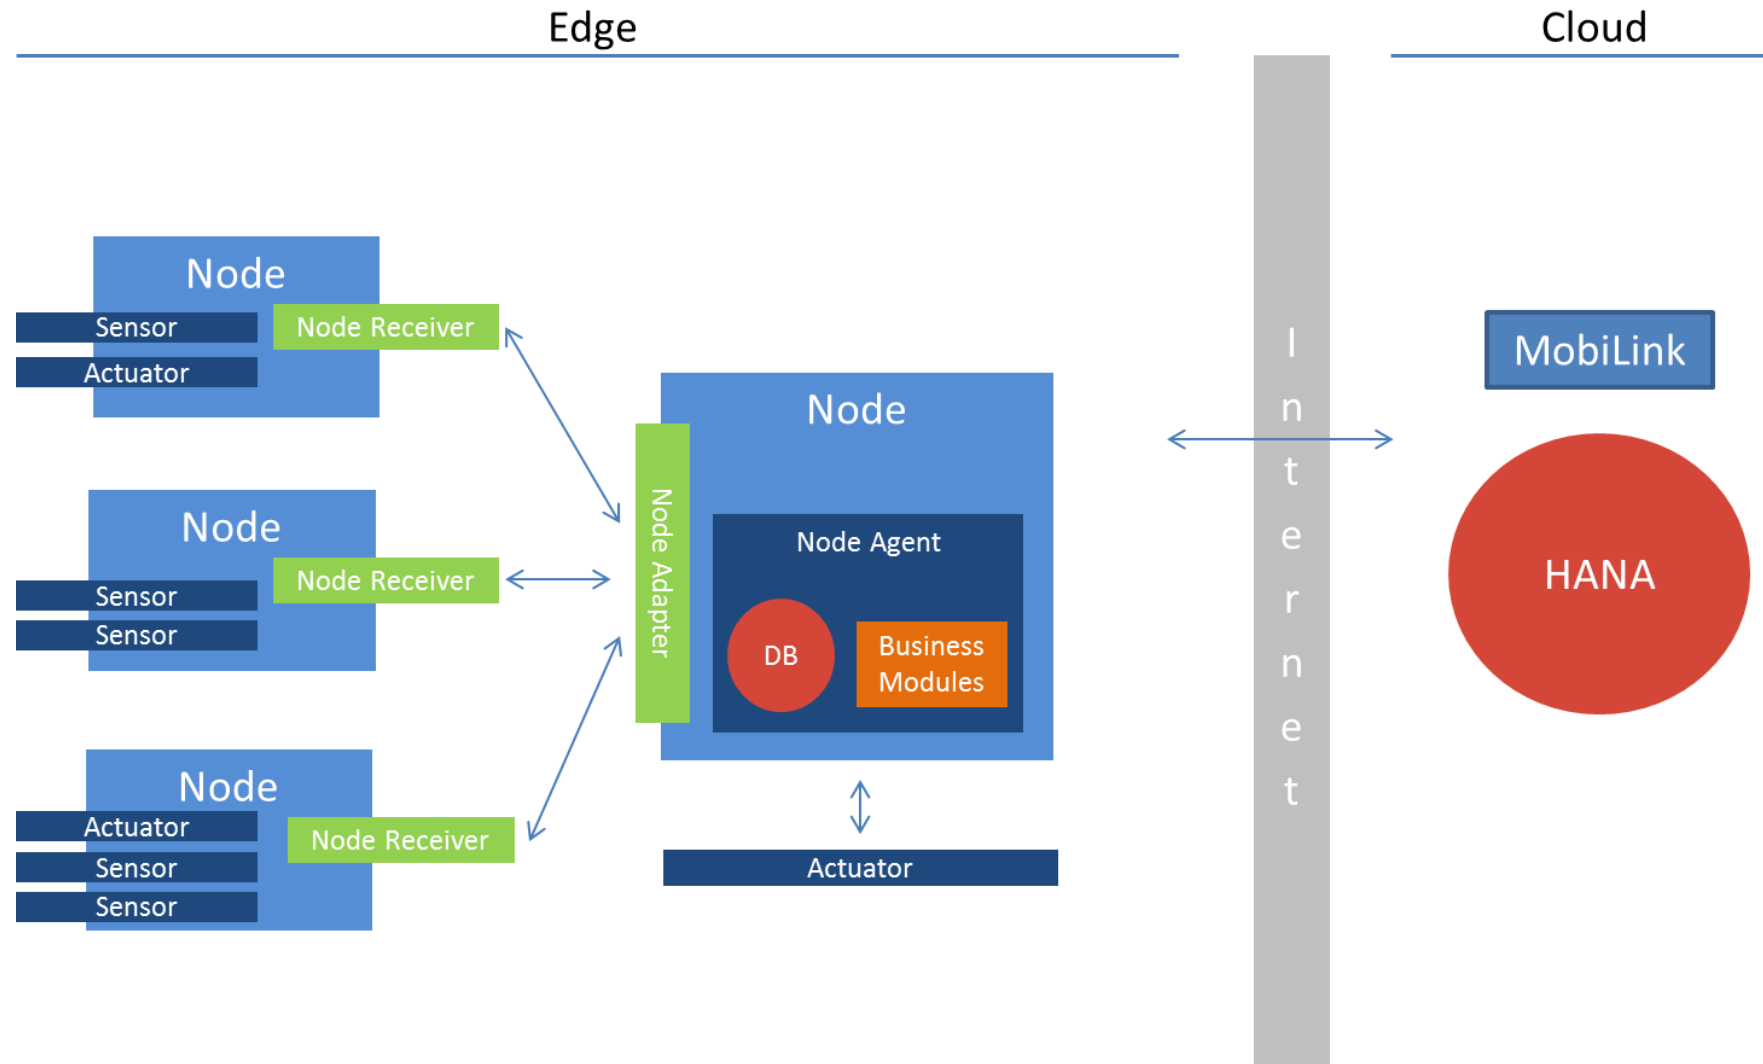 Edge
Cloud
Node
Sensor
Node Receiver
Actuator
Node
Node Receiver
Sensor
Sensor
Node
Actuator
Node Receiver
Sensor
Sensor
Node
Node Adapter
Node Agent
DB
Business
Modules
Actuator
Internet
MobiLink
HANA